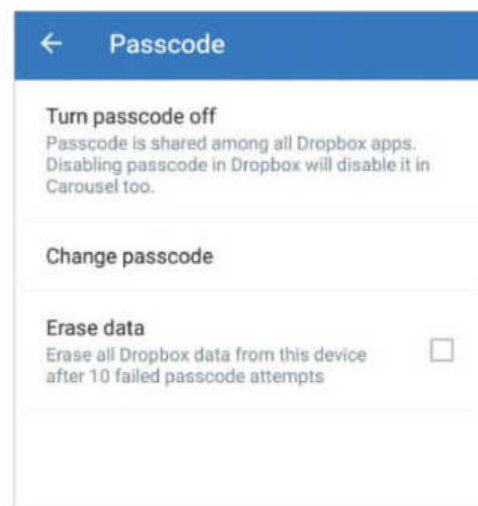 Passcode
Turn passcode off
Passcode is shared among all Dropbox apps.
Disabling passcode in Dropbox will disable it in
Carousel too.
Change passcode
Erase data
Erase all Dropbox data from this device
after 10 failed passcode attempts